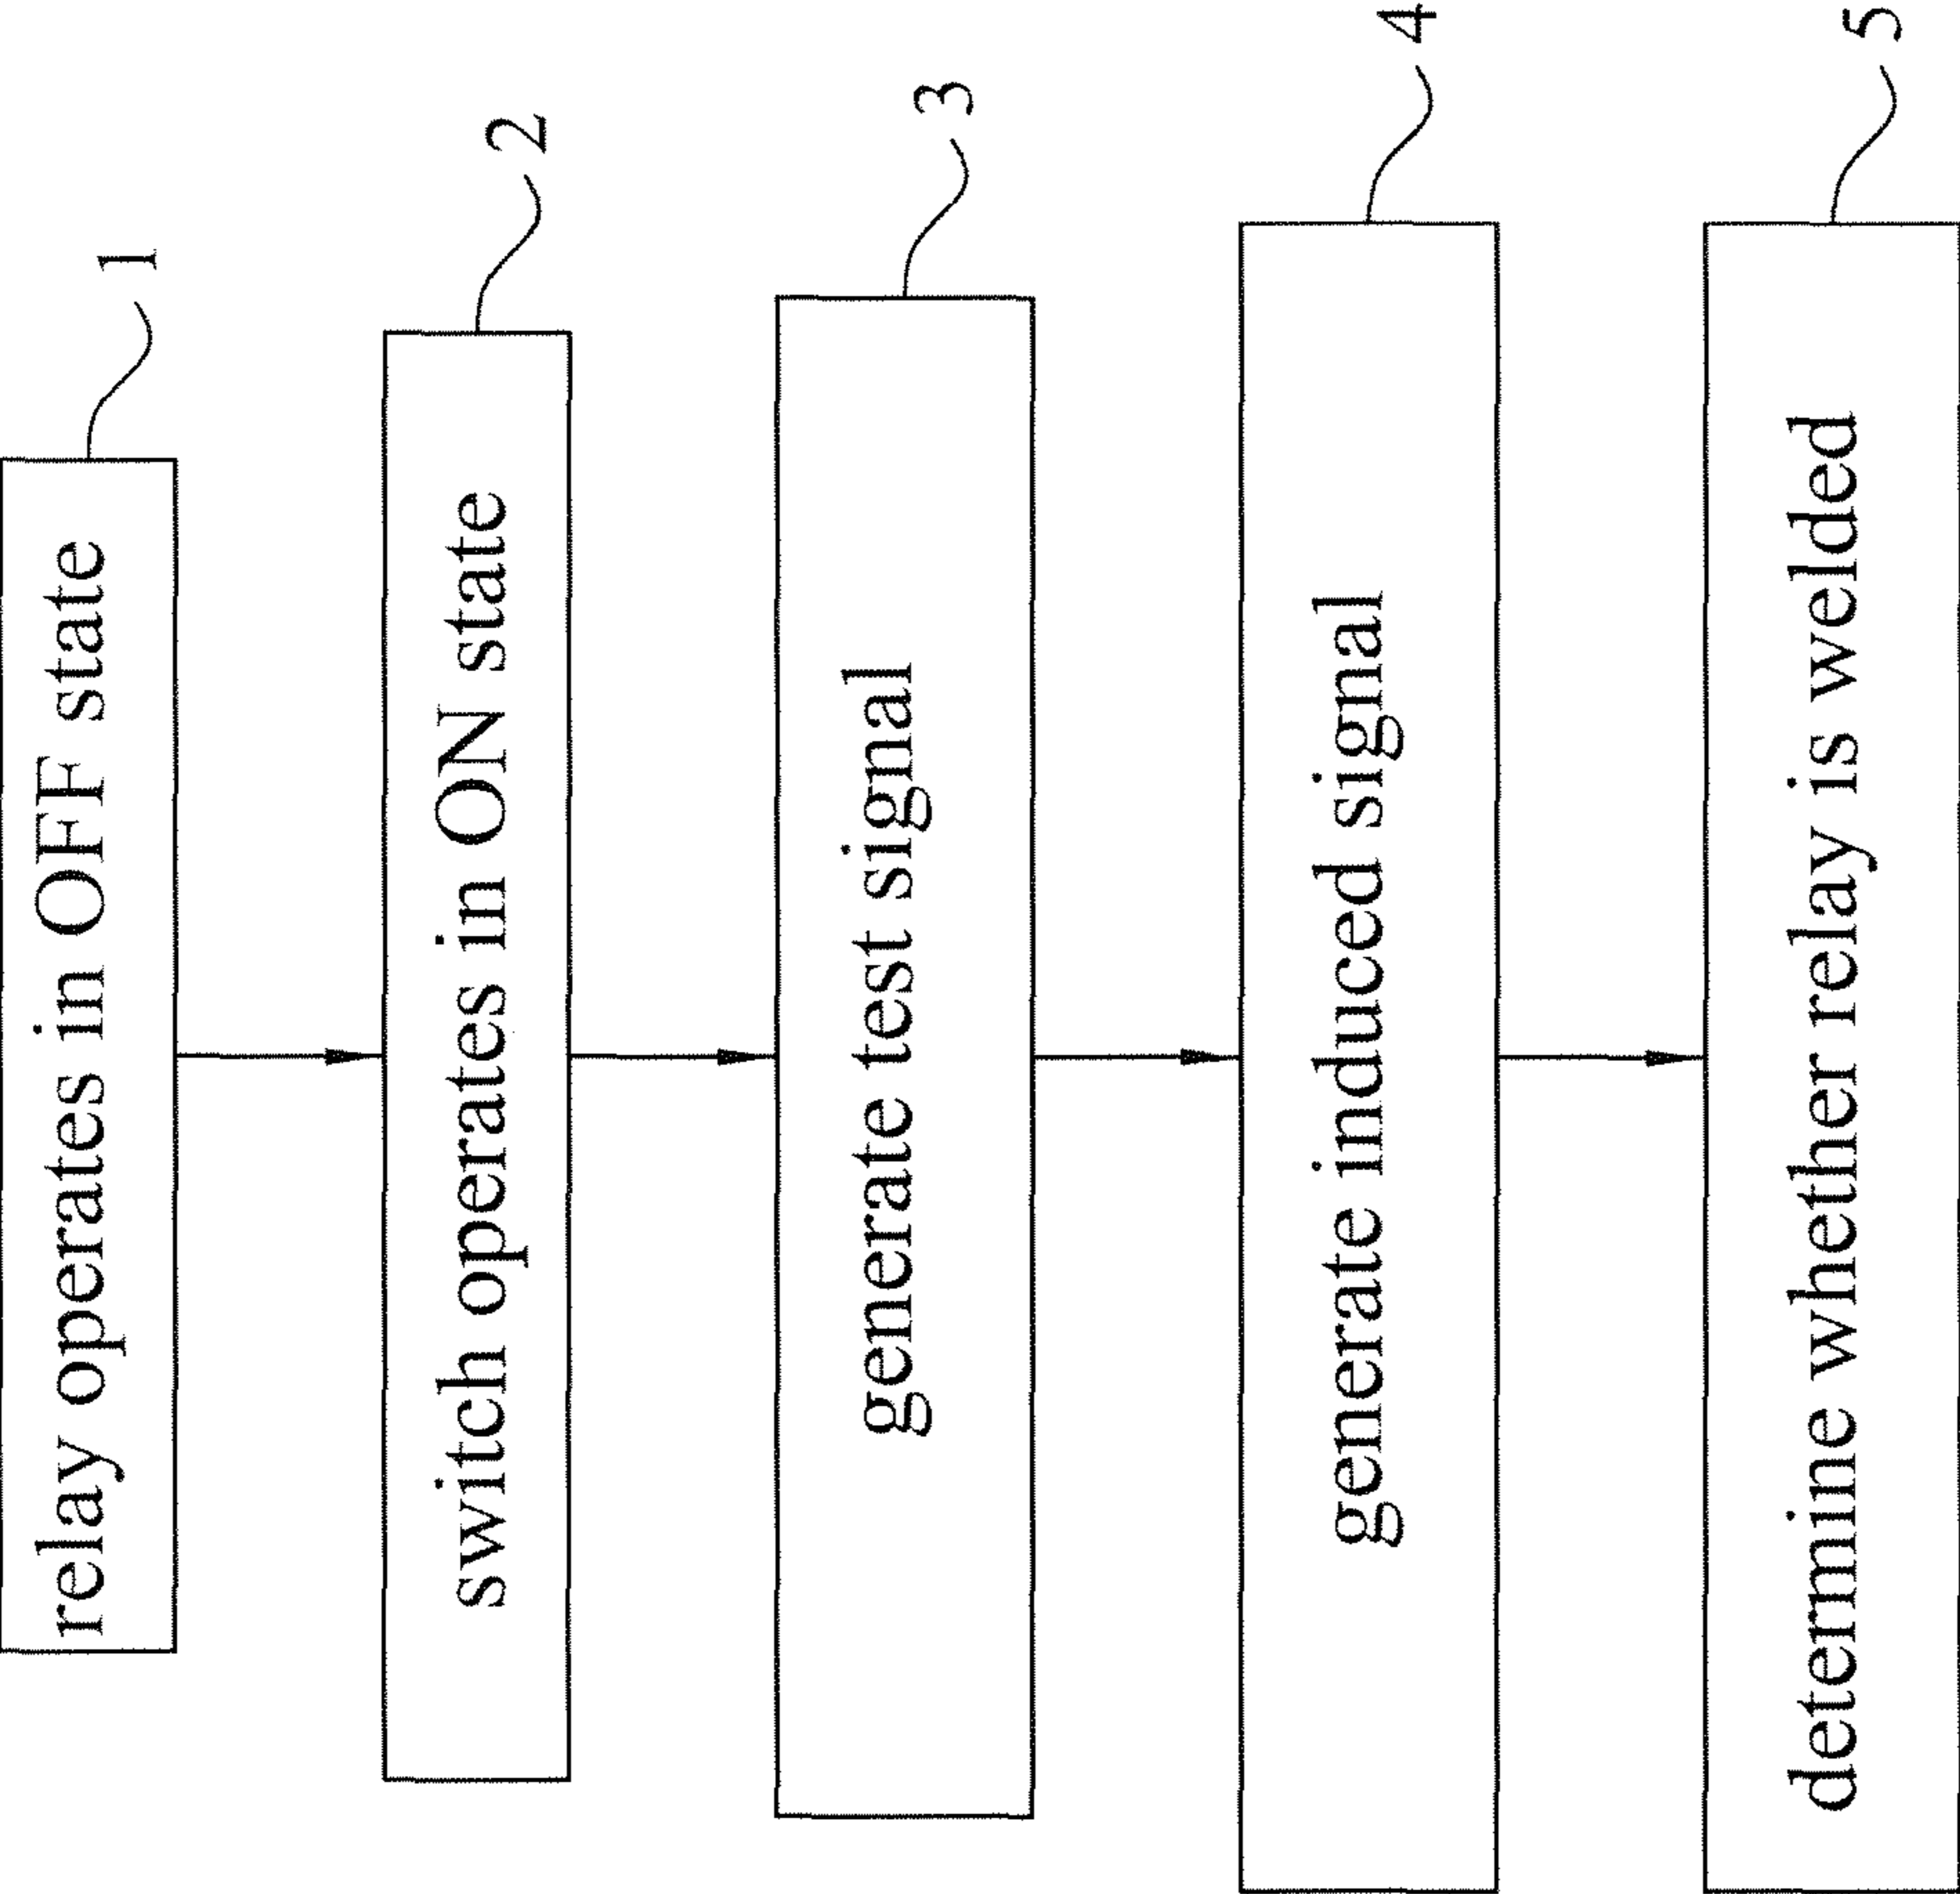 relay operates in OFF state
1
switch operates in ON state
2
generate test signal
3
generate induced signal
4
determine whether relay is welded
5